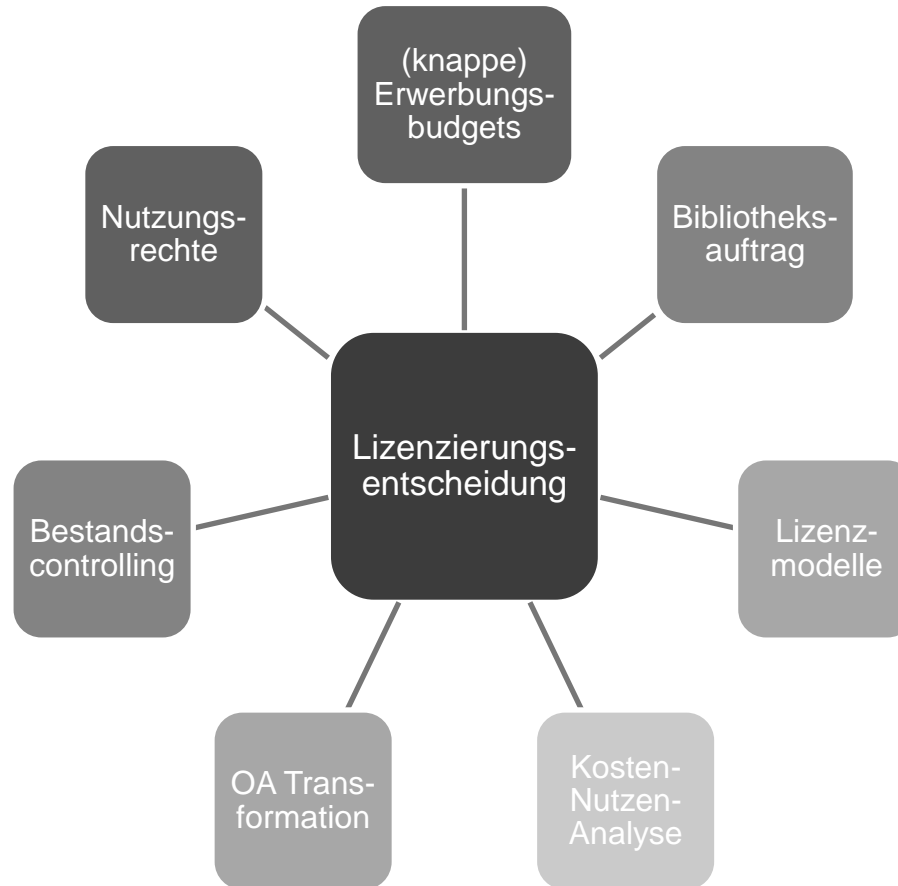 (knappe)
Erwerbungs-
budgets
Nutzungs-
rechte
Bibliotheks-
auftrag
Lizenzierungs-
entscheidung
Bestands-
controlling
Lizenz-
modelle
OA Trans-
formation
Kosten-
Nutzen-
Analyse